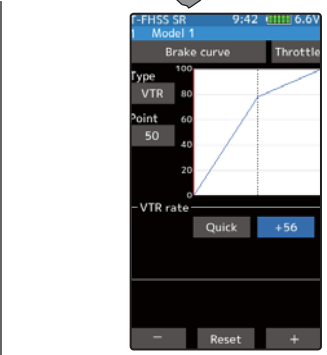 T-FHSS SR 9:42 6.6V
1 Model 1
Brake curve Throttle
Type
VTR
Point
50
100
80
60
40
20
0
VTR rate
Quick +56
− Reset +